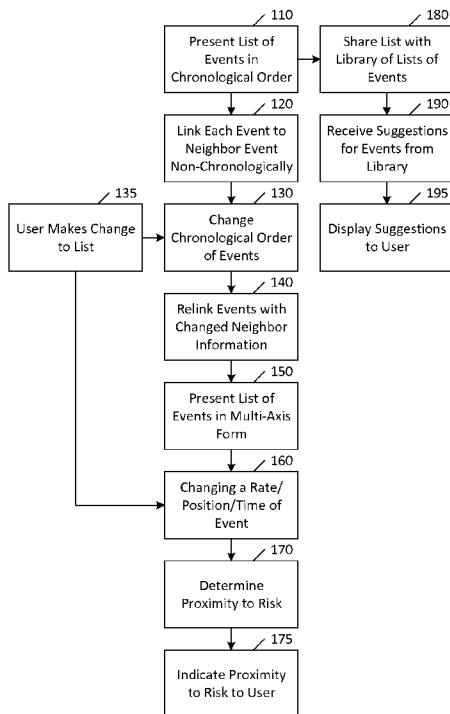 110
Present List of
Events in
Chronological Order
180
Share List with
Library of Lists of
Events
120
Link Each Event to
Neighbor Event
Non-Chronologically
190
Receive Suggestions
for Events from
Library
135
User Makes Change
to List
130
Change
Chronological Order
of Events
195
Display Suggestions
to User
140
Relink Events with
Changed Neighbor
Information
150
Present List of
Events in Multi-Axis
Form
160
Changing a Rate/
Position/Time of
Event
170
Determine
Proximity to Risk
175
Indicate Proximity
to Risk to User